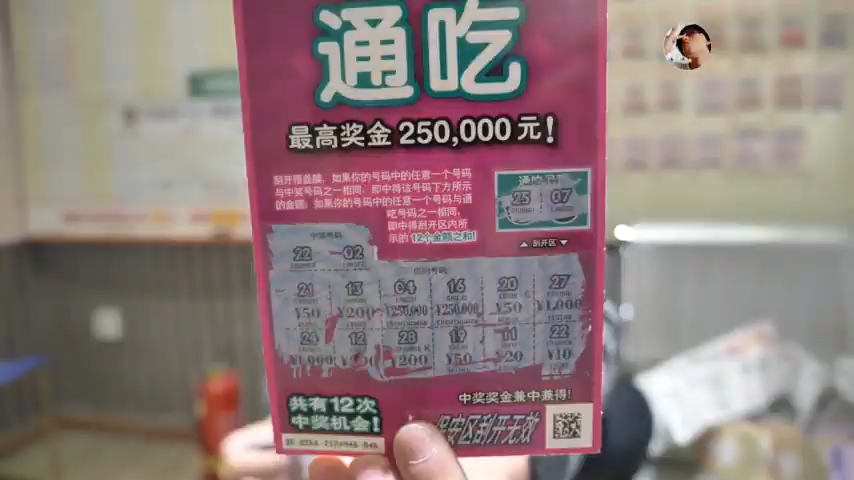 通吃
最高奖金 250,000 元!
刮开覆盖膜, 如果你的号码中的任意一个号码
与中奖号码之一相同, 即中得该号码下方所示
的金额; 如果你的号码中的任意一个号码与通
吃号码之一相同,
即中得刮开区内所
示的 12个金额之和!
通吃号码
25 07
▲ 刮开区 ▼
中奖号码
22 02
你的号码
21 13 04 16 20 27
¥50 ¥200 ¥250,000 ¥250,000 ¥50 ¥1,000
24 12 23 19 11 22
¥1,000 ¥200 ¥50 ¥20 ¥10
共有12次
中奖机会!
中奖奖金兼中兼得!
保安区刮开无效